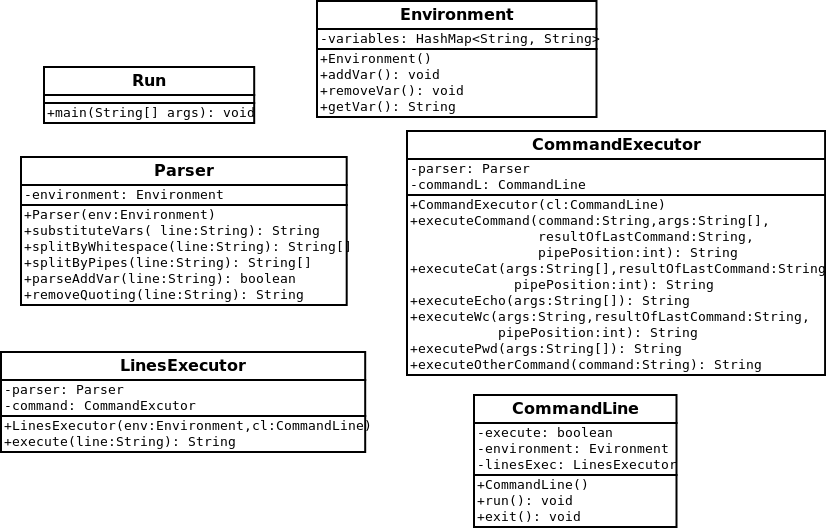 Environment
-variables: HashMap<String, String>
+Environment()
+addVar(): void
+removeVar(): void
+getVar(): String
Run
+main(String[] args): void
CommandExecutor
-parser: Parser
-commandL: CommandLine
+CommandExecutor(cl:CommandLine)
+executeCommand(command:String,args:String[],
resultOfLastCommand:String,
pipePosition:int): String
+executeCat(args:String[],resultOfLastCommand:String
pipePosition:int): String
+executeEcho(args:String[]): String
+executeWc(args:String,resultOfLastCommand:String,
pipePosition:int): String
+executePwd(args:String[]): String
+executeOtherCommand(command:String): String
Parser
-environment: Environment
+Parser(env:Environment)
+substituteVars( line:String): String
+splitByWhitespace(line:String): String[]
+splitByPipes(line:String): String[]
+parseAddVar(line:String): boolean
+removeQuoting(line:String): String
LinesExecutor
-parser: Parser
-command: CommandExcutor
+LinesExecutor(env:Environment,cl:CommandLine)
+execute(line:String): String
CommandLine
-execute: boolean
-environment: Evironment
-linesExec: LinesExecutor
+CommandLine()
+run(): void
+exit(): void